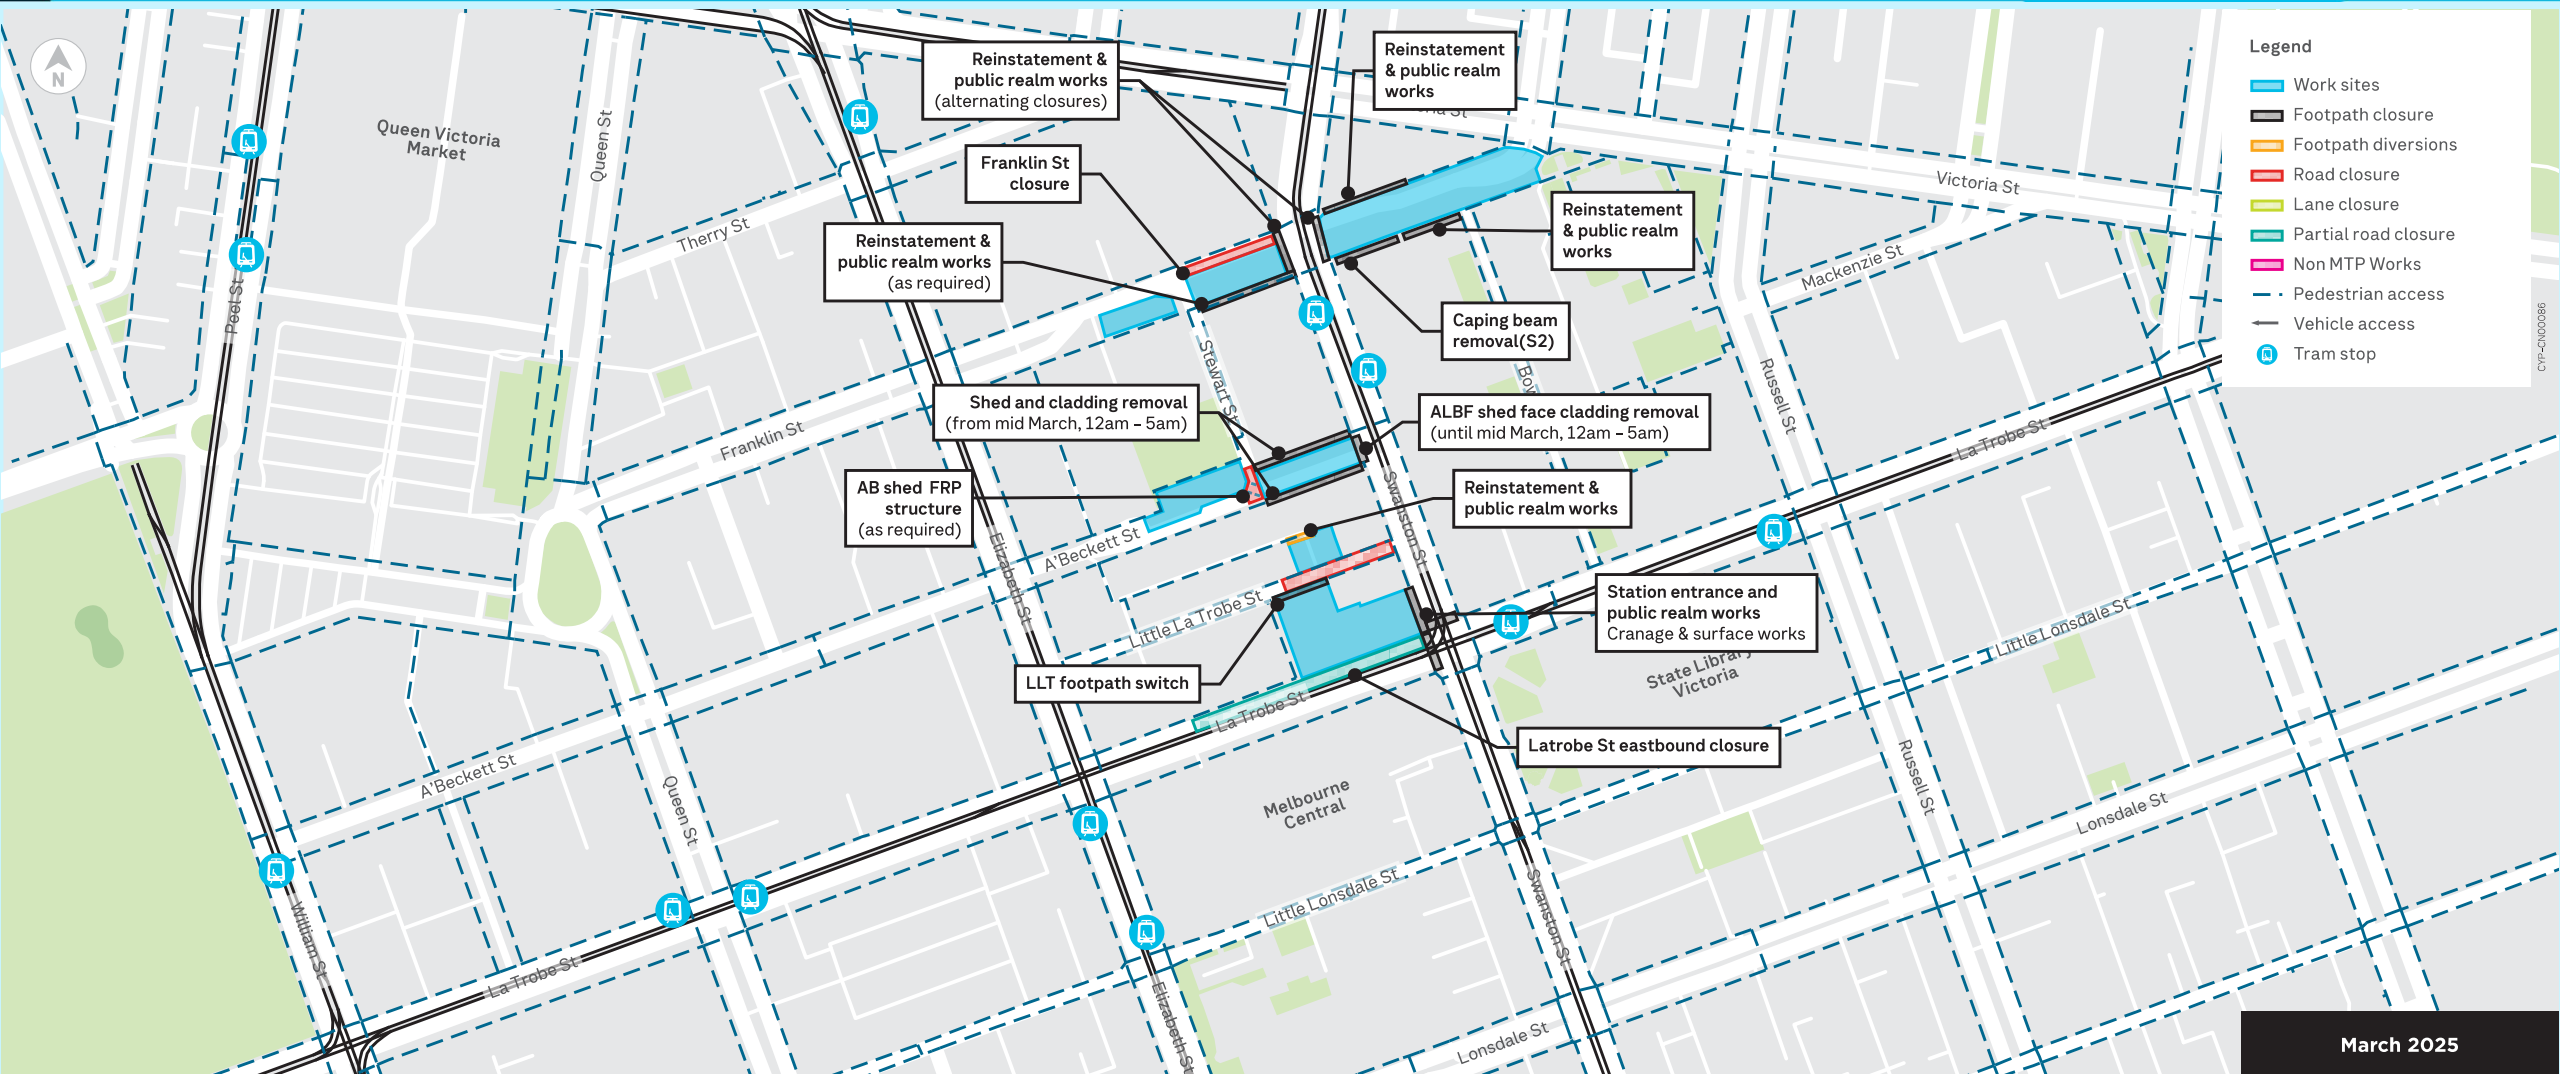 N
Queen Victoria
Market
Queen St
Peel St
Therry St
Franklin St
Stewart St
A'Beckett St
Elizabeth St
Little La Trobe St
La Trobe St
Swanston St
Victoria St
Mackenzie St
Russell St
La Trobe St
Little Lonsdale St
State Library
Victoria
Melbourne
Central
A'Beckett St
Queen St
William St
La Trobe St
Little Lonsdale St
Elizabeth St
Swanston St
Russell St
Lonsdale St
Lonsdale St
Reinstatement &
public realm works
(alternating closures)
Reinstatement
& public realm
works
Franklin St
closure
Reinstatement &
public realm works
(as required)
Reinstatement
& public realm
works
Caping beam
removal(S2)
Shed and cladding removal
(from mid March, 12am – 5am)
ALBF shed face cladding removal
(until mid March, 12am – 5am)
AB shed FRP
structure
(as required)
Reinstatement &
public realm works
Station entrance and
public realm works
Cranage & surface works
LLT footpath switch
Latrobe St eastbound closure
Legend
Work sites
Footpath closure
Footpath diversions
Road closure
Lane closure
Partial road closure
Non MTP Works
Pedestrian access
Vehicle access
Tram stop
CYP-CN00086
March 2025